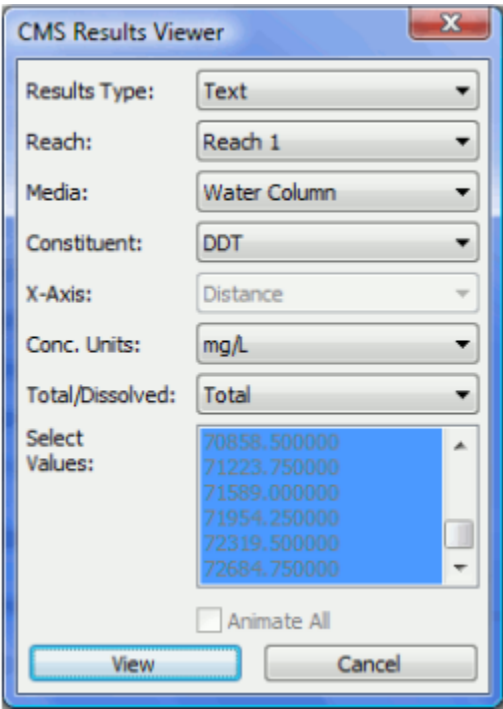 CMS Results Viewer
Results Type: Text
Reach: Reach 1
Media: Water Column
Constituent: DDT
X-Axis: Distance
Conc. Units: mg/L
Total/Dissolved: Total
Select
Values:
70858.500000
71223.750000
71589.000000
71954.250000
72319.500000
72684.750000
Animate All
View Cancel